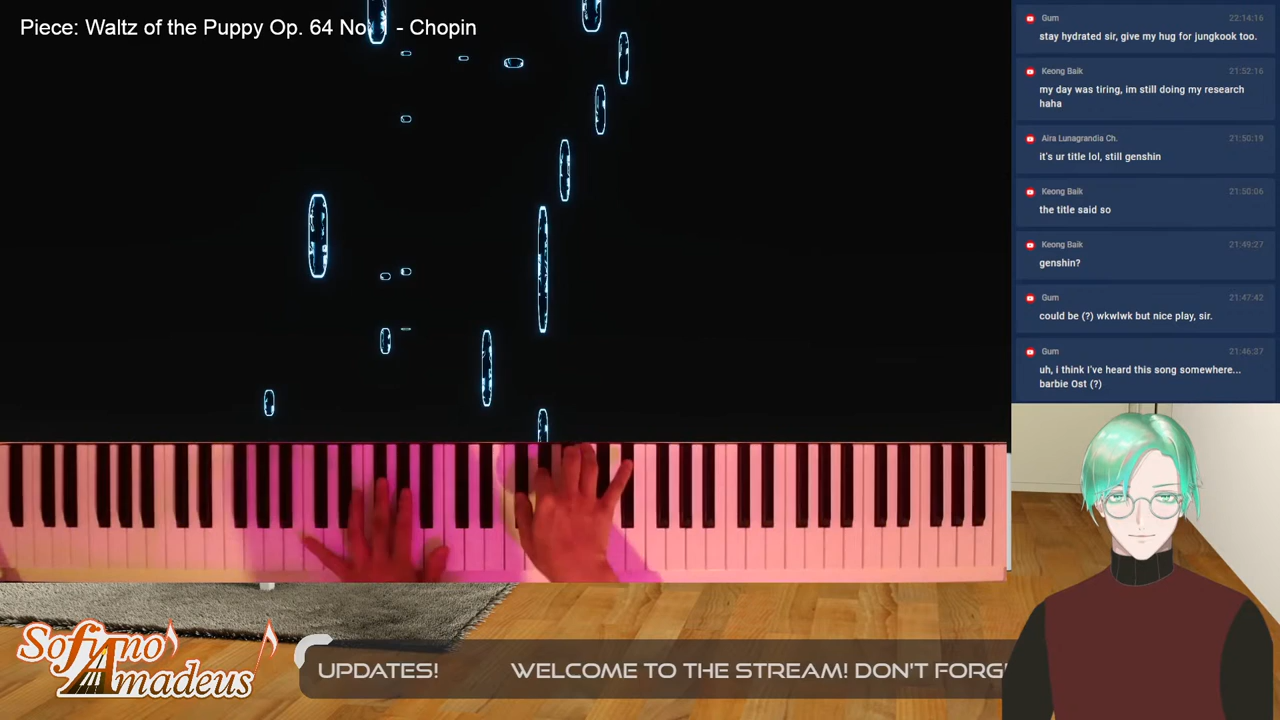 Piece: Waltz of the Puppy Op. 64 No. 1 - Chopin
Gum 22:14:16
stay hydrated sir, give my hug for jungkook too.
Keong Baik 21:52:16
my day was tiring, im still doing my research
haha
Aira Lunagrandia Ch. 21:50:19
it's ur title lol, still genshin
Keong Baik 21:30:06
the title said so
Keong Baik 21:49:27
genshin?
Gum 21:47:42
could be (?) wkwlwk but nice play, sir.
Gum 21:46:37
uh, i think I've heard this song somewhere...
barbie Ost (?)
Sofiano
Amadeus
UPDATES! WELCOME TO THE STREAM! DON'T FORG